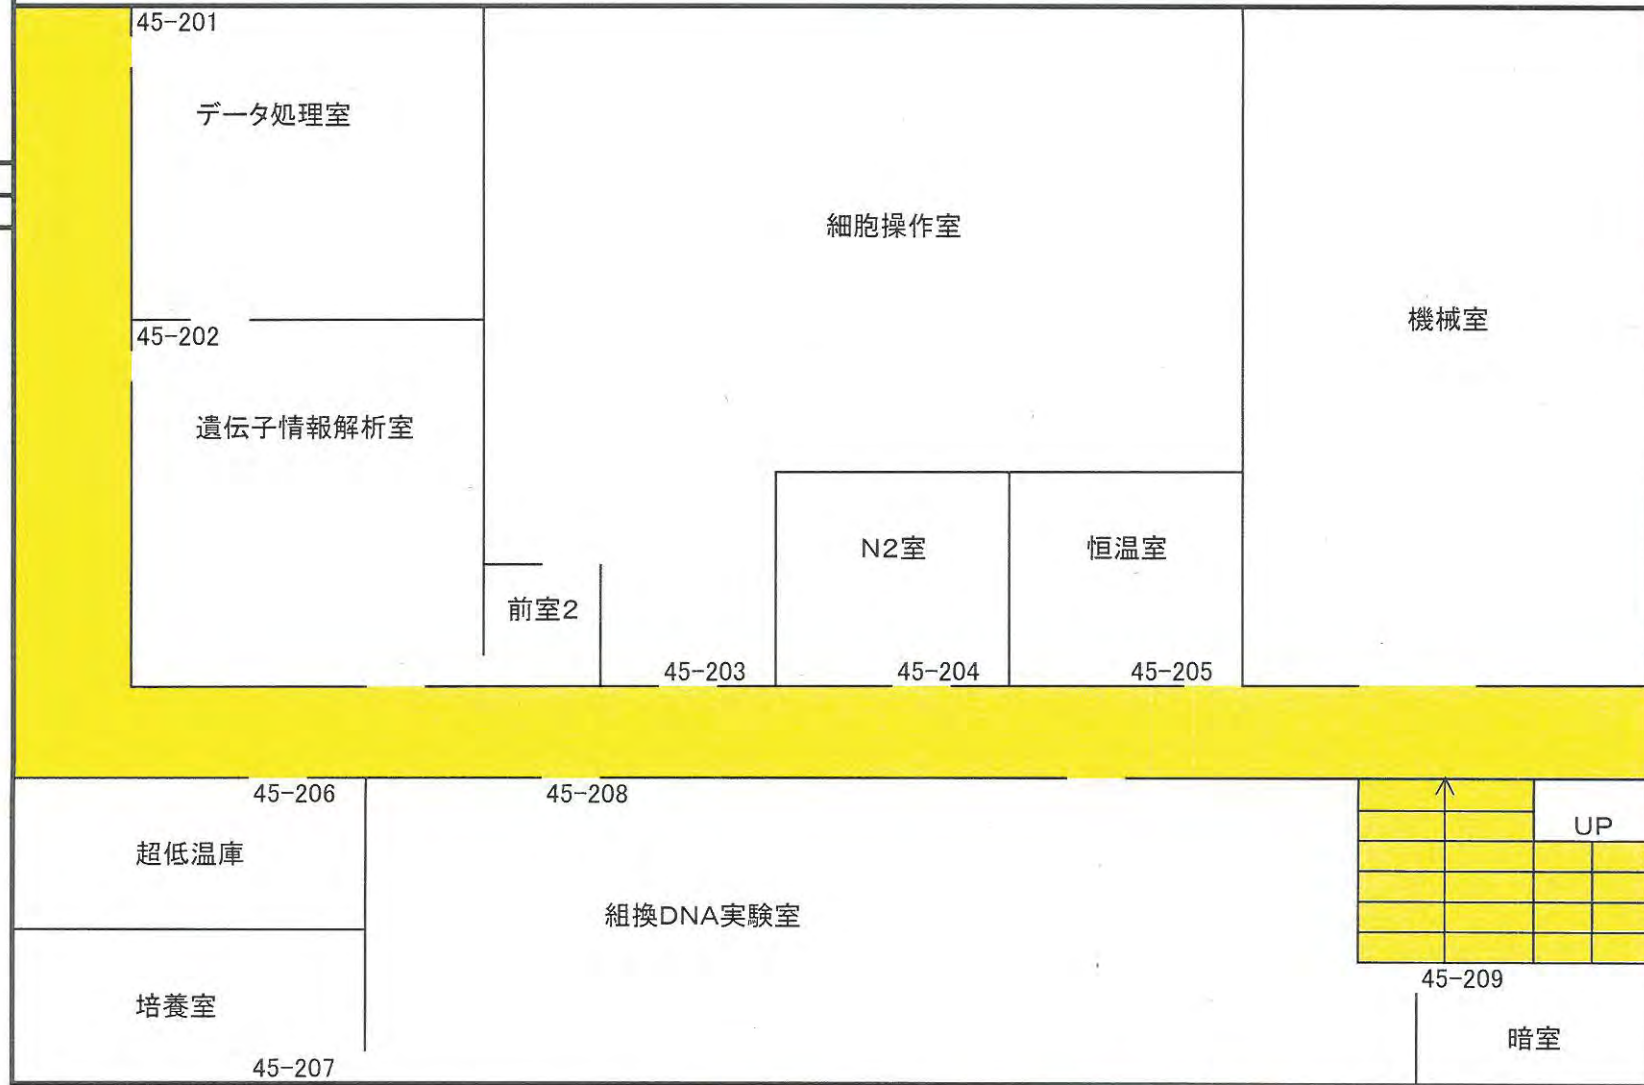 45-201
データ処理室
細胞操作室
機械室
45-202
遺伝子情報解析室
N2室
恒温室
前室2
45-203
45-204
45-205
45-206
45-208
UP
超低温庫
組換DNA実験室
45-209
培養室
暗室
45-207